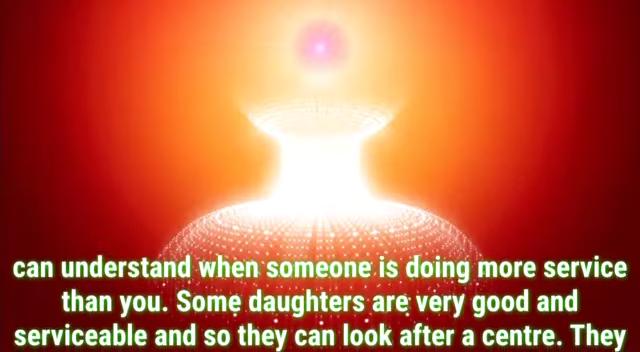 can understand when someone is doing more service
than you. Some daughters are very good and
serviceable and so they can look after a centre. They